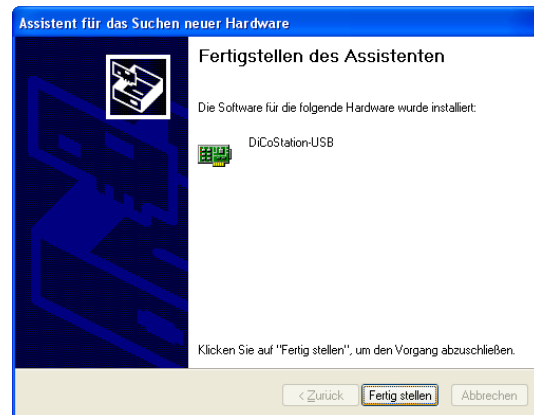 Assistent für das Suchen neuer Hardware
Fertigstellen des Assistenten
Die Software für die folgende Hardware wurde installiert:
DiCoStation-USB
Klicken Sie auf "Fertig stellen", um den Vorgang abzuschließen.
< Zurück Fertig stellen Abbrechen